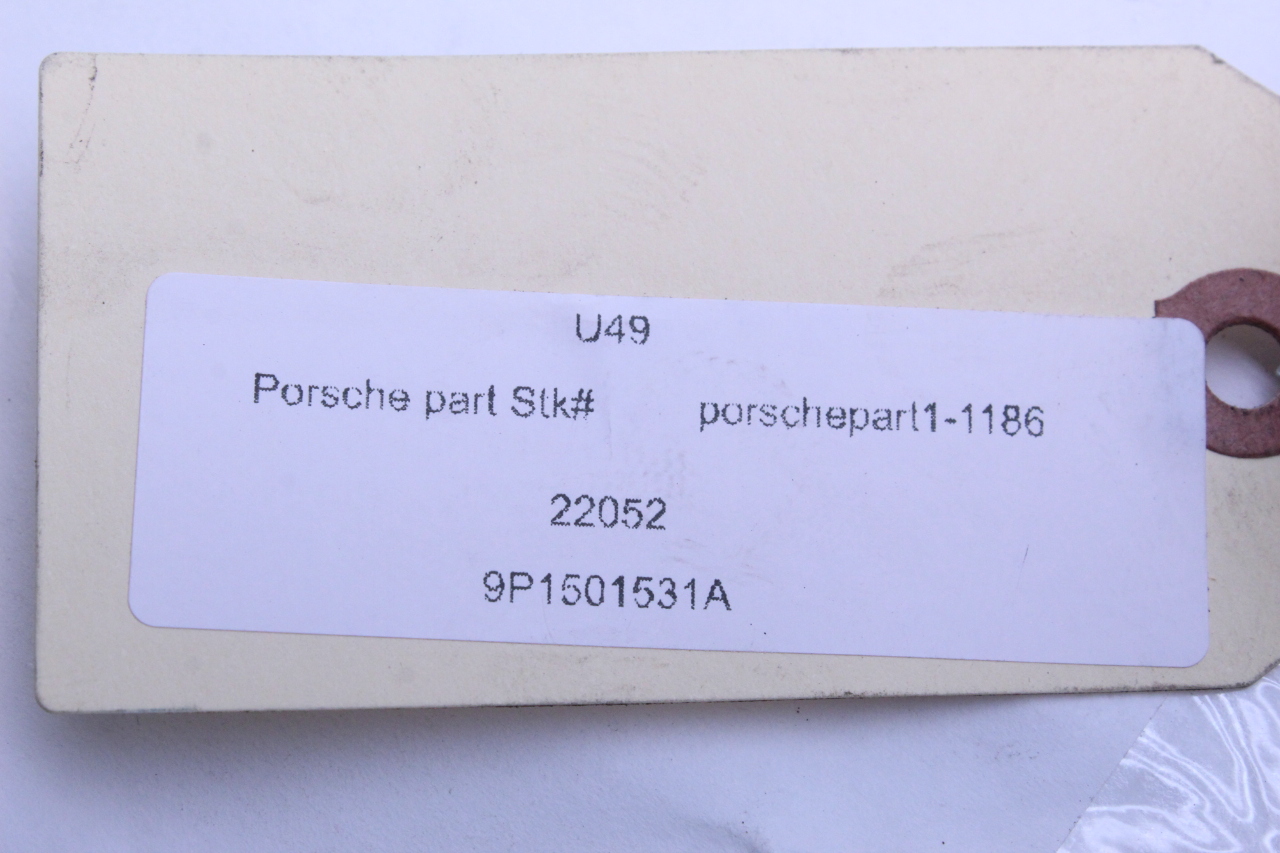 U49
Porsche part Stk# porschepart1-1186
22052
9P1501531A